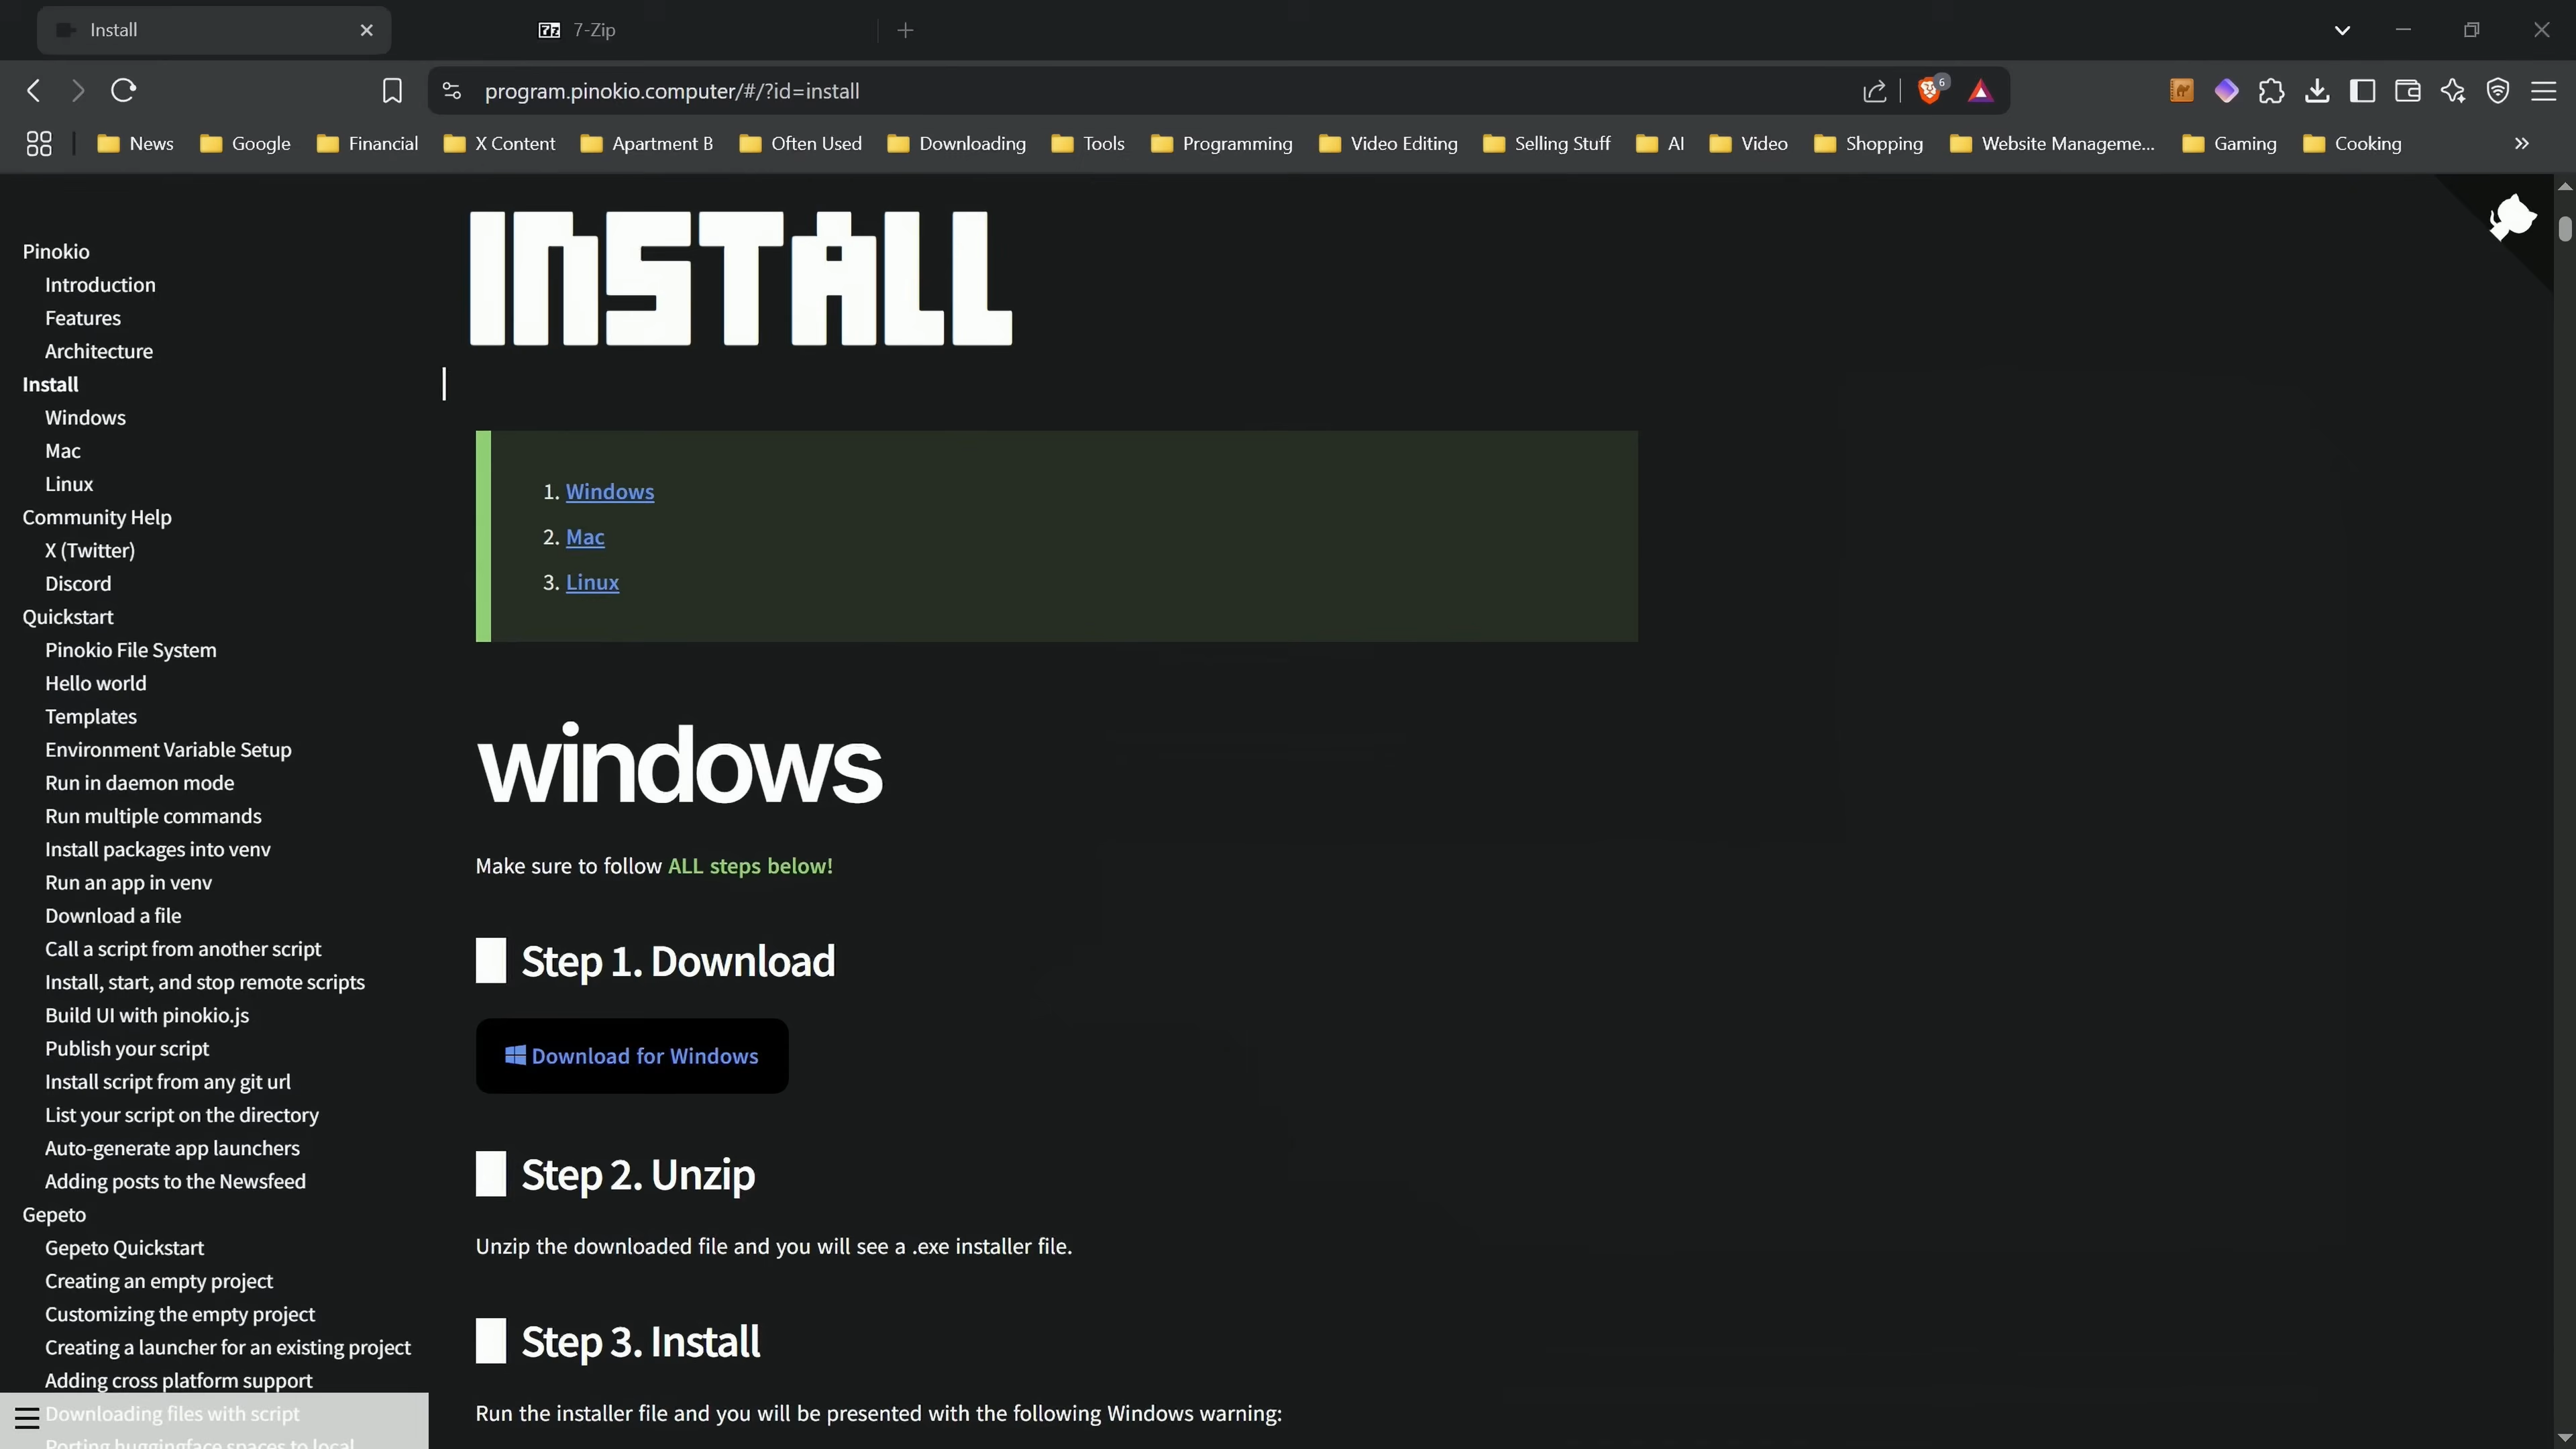 Install
7-Zip
program.pinokio.computer/#/?id=install
6
News
Google
Financial
X Content
Apartment B
Often Used
Downloading
Tools
Programming
Video Editing
Selling Stuff
AI
Video
Shopping
Website Manageme...
Gaming
Cooking
Pinokio
Introduction
Features
Architecture
Install
Windows
Mac
Linux
Community Help
X (Twitter)
Discord
Quickstart
Pinokio File System
Hello world
Templates
Environment Variable Setup
Run in daemon mode
Run multiple commands
Install packages into venv
Run an app in venv
Download a file
Call a script from another script
Install, start, and stop remote scripts
Build UI with pinokio.js
Publish your script
Install script from any git url
List your script on the directory
Auto-generate app launchers
Adding posts to the Newsfeed
Gepeto
Gepeto Quickstart
Creating an empty project
Customizing the empty project
Creating a launcher for an existing project
Adding cross platform support
Downloading files with script
Porting huggingface spaces to local
INSTALL
1. Windows
2. Mac
3. Linux
windows
Make sure to follow ALL steps below!
Step 1. Download
Download for Windows
Step 2. Unzip
Unzip the downloaded file and you will see a .exe installer file.
Step 3. Install
Run the installer file and you will be presented with the following Windows warning: